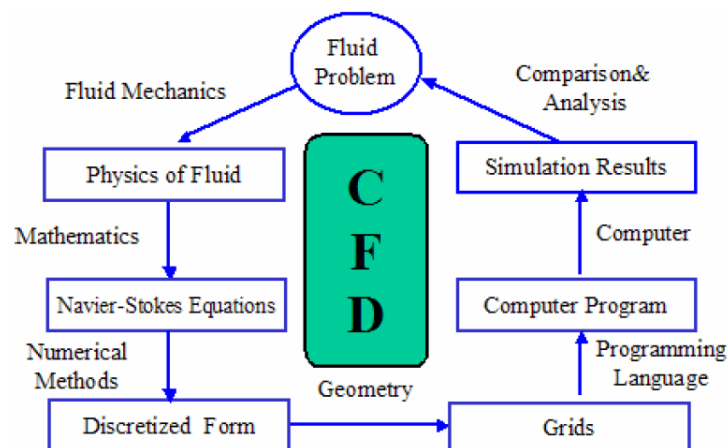 Fluid
Problem
Fluid Mechanics
Comparison&
Analysis
Physics of Fluid
C
F
D
Simulation Results
Mathematics
Computer
Navier-Stokes Equations
Computer Program
Numerical
Methods
Programming
Language
Geometry
Discretized Form
Grids